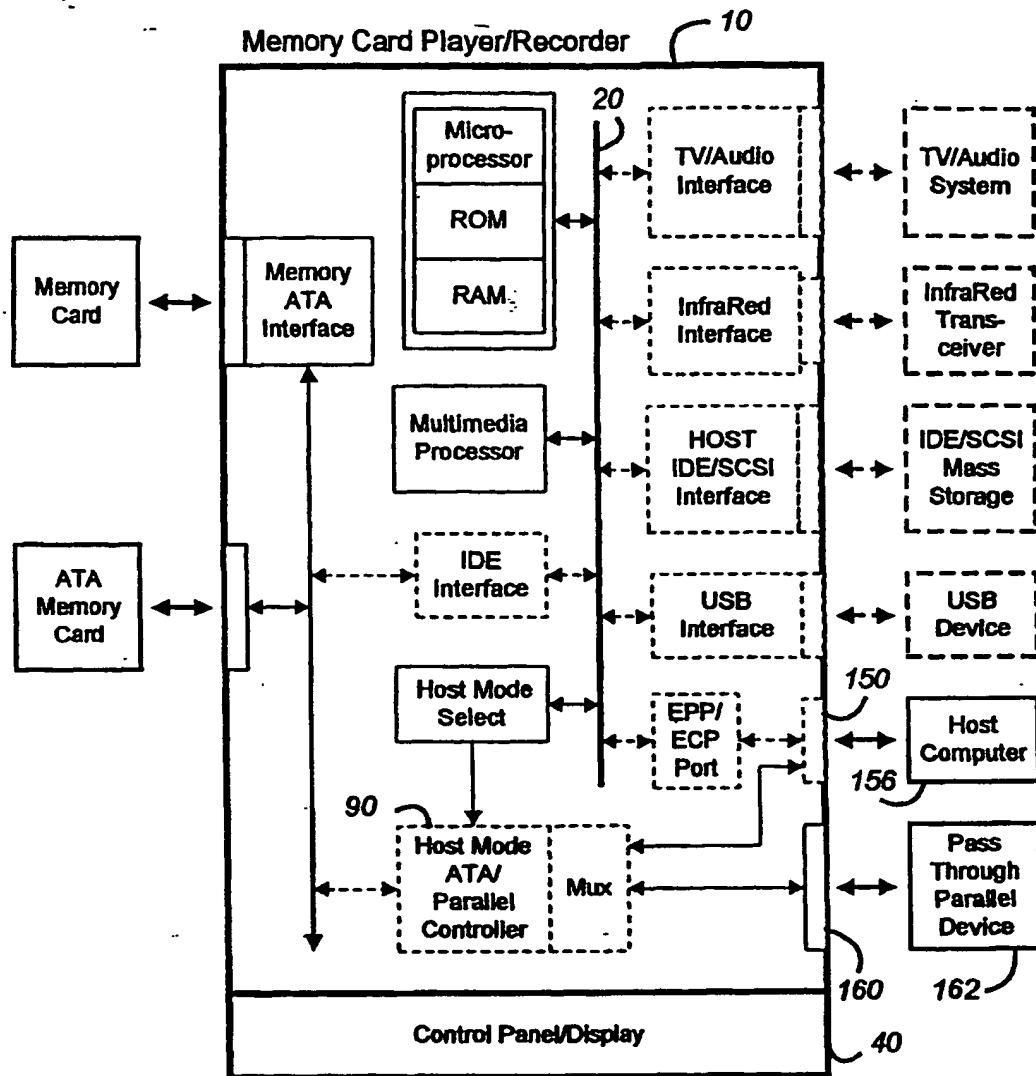 10
Memory Card Player/Recorder
20
Micro-
processor
ROM
RAM
TV/Audio
Interface
TV/Audio
System
Memory
Card
Memory
ATA
Interface
InfraRed
Interface
InfraRed
Trans-
ceiver
Multimedia
Processor
HOST
IDE/SCSI
Interface
IDE/SCSI
Mass
Storage
ATA
Memory
Card
IDE
Interface
USB
Interface
USB
Device
Host Mode
Select
EPP/
ECP
Port
150
Host
Computer
156
90
Host Mode
ATA/
Parallel
Controller
Mux
Pass
Through
Parallel
Device
160
162
Control Panel/Display
40